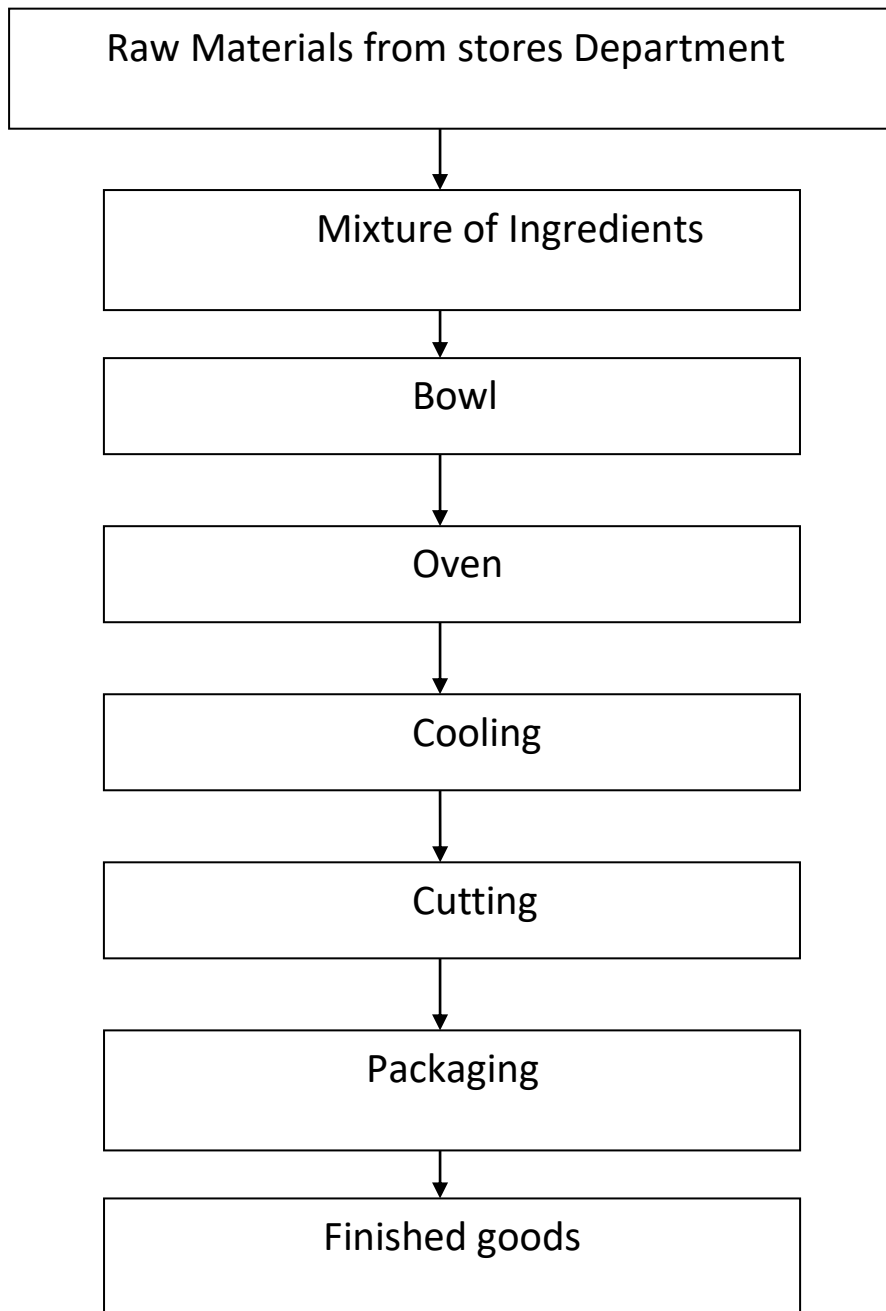 Raw Materials from stores Department
Mixture of Ingredients
Bowl
Oven
Cooling
Cutting
Packaging
Finished goods